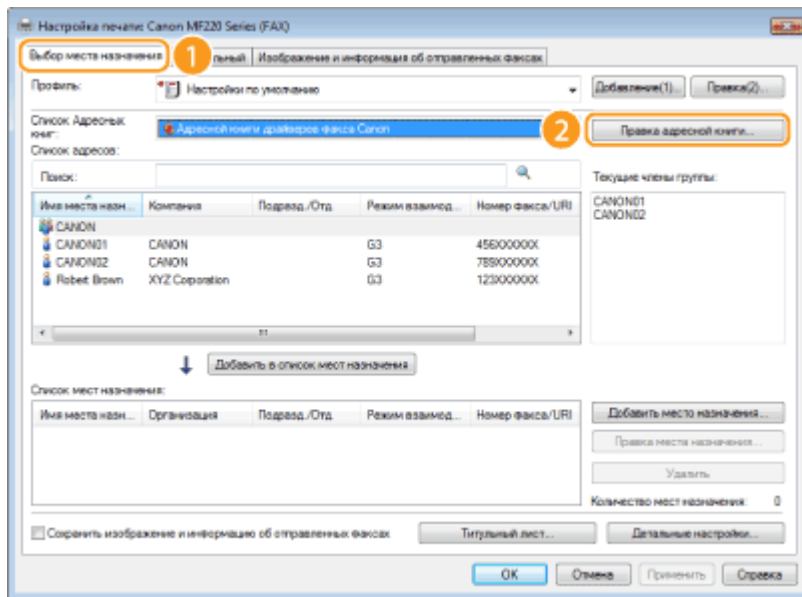 Настройка печати: Canon MF220 Series (FAX)
Выбор места назначения 1 льный Изображение и информация об отправленных факсах
Профиль: Настройки по умолчанию Добавление(1)... Правка(2)...
Список Адресных книг: Адресной книги драйверов факса Canon 2 Правка адресной книги...
Список адресов:
Поиск: Текущие члены группы:
Имя места назн... Компания Подразд./Отд. Режим взаимод... Номер факса/URI CANON01
CANON CANON02
CANON01 CANON G3 456XXXXXXX
CANON02 CANON G3 789XXXXXXX
Robert Brown XYZ Corporation G3 123XXXXXXX
Добавить в список мест назначения
Список мест назначения:
Имя места назн... Организация Подразд./Отд. Режим взаимод... Номер факса/URI Добавить место назначения...
Правка места назначения...
Удалить
Количество мест назначения: 0
Сохранить изображение и информацию об отправленных факсах Титульный лист... Детальные настройки...
OK Отмена Применить Справка